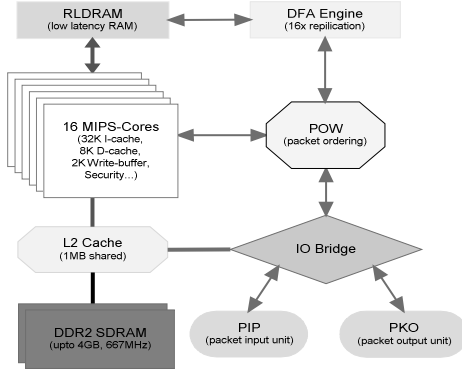 RLDRAM
(low latency RAM)
DFA Engine
(16x repilication)
16 MIPS-Cores
(32K I-cache,
8K D-cache,
2K Write-buffer,
Security...)
POW
(packet ordering)
L2 Cache
(1MB shared)
IO Bridge
DDR2 SDRAM
(upto 4GB, 667MHz)
PIP
(packet input unit)
PKO
(packet output unit)